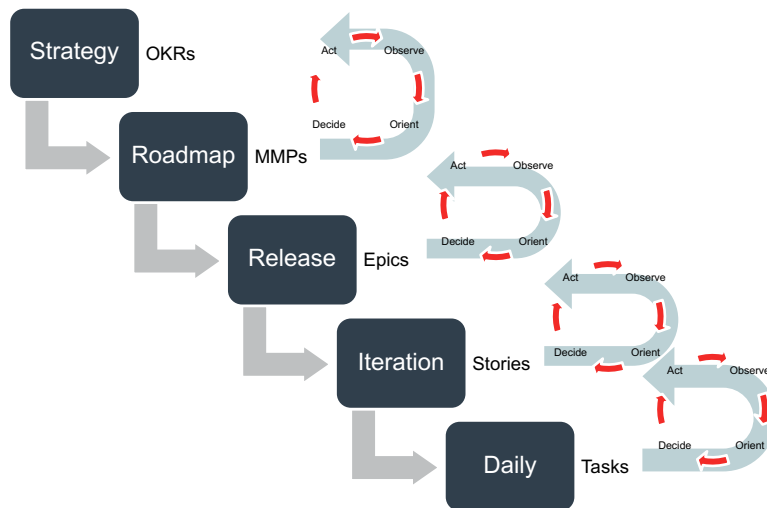 Strategy OKRs
Act Observe
Decide Orient
Roadmap MMPs
Act Observe
Decide Orient
Release Epics
Act Observe
Decide Orient
Iteration Stories
Act Observe
Decide Orient
Daily Tasks